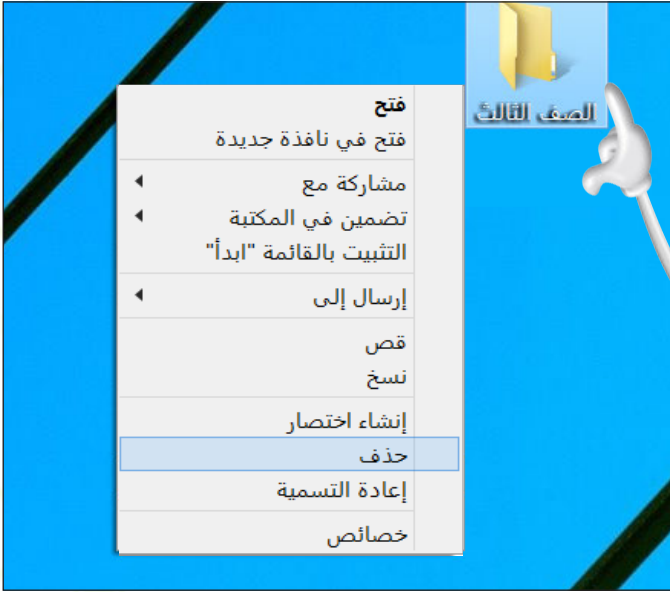 الصف الثالث
فتح
فتح في نافذة جديدة
مشاركة مع
تضمين في المكتبة
التثبيت بالقائمة "ابدأ"
إرسال إلى
قص
نسخ
إنشاء اختصار
حذف
إعادة التسمية
خصائص